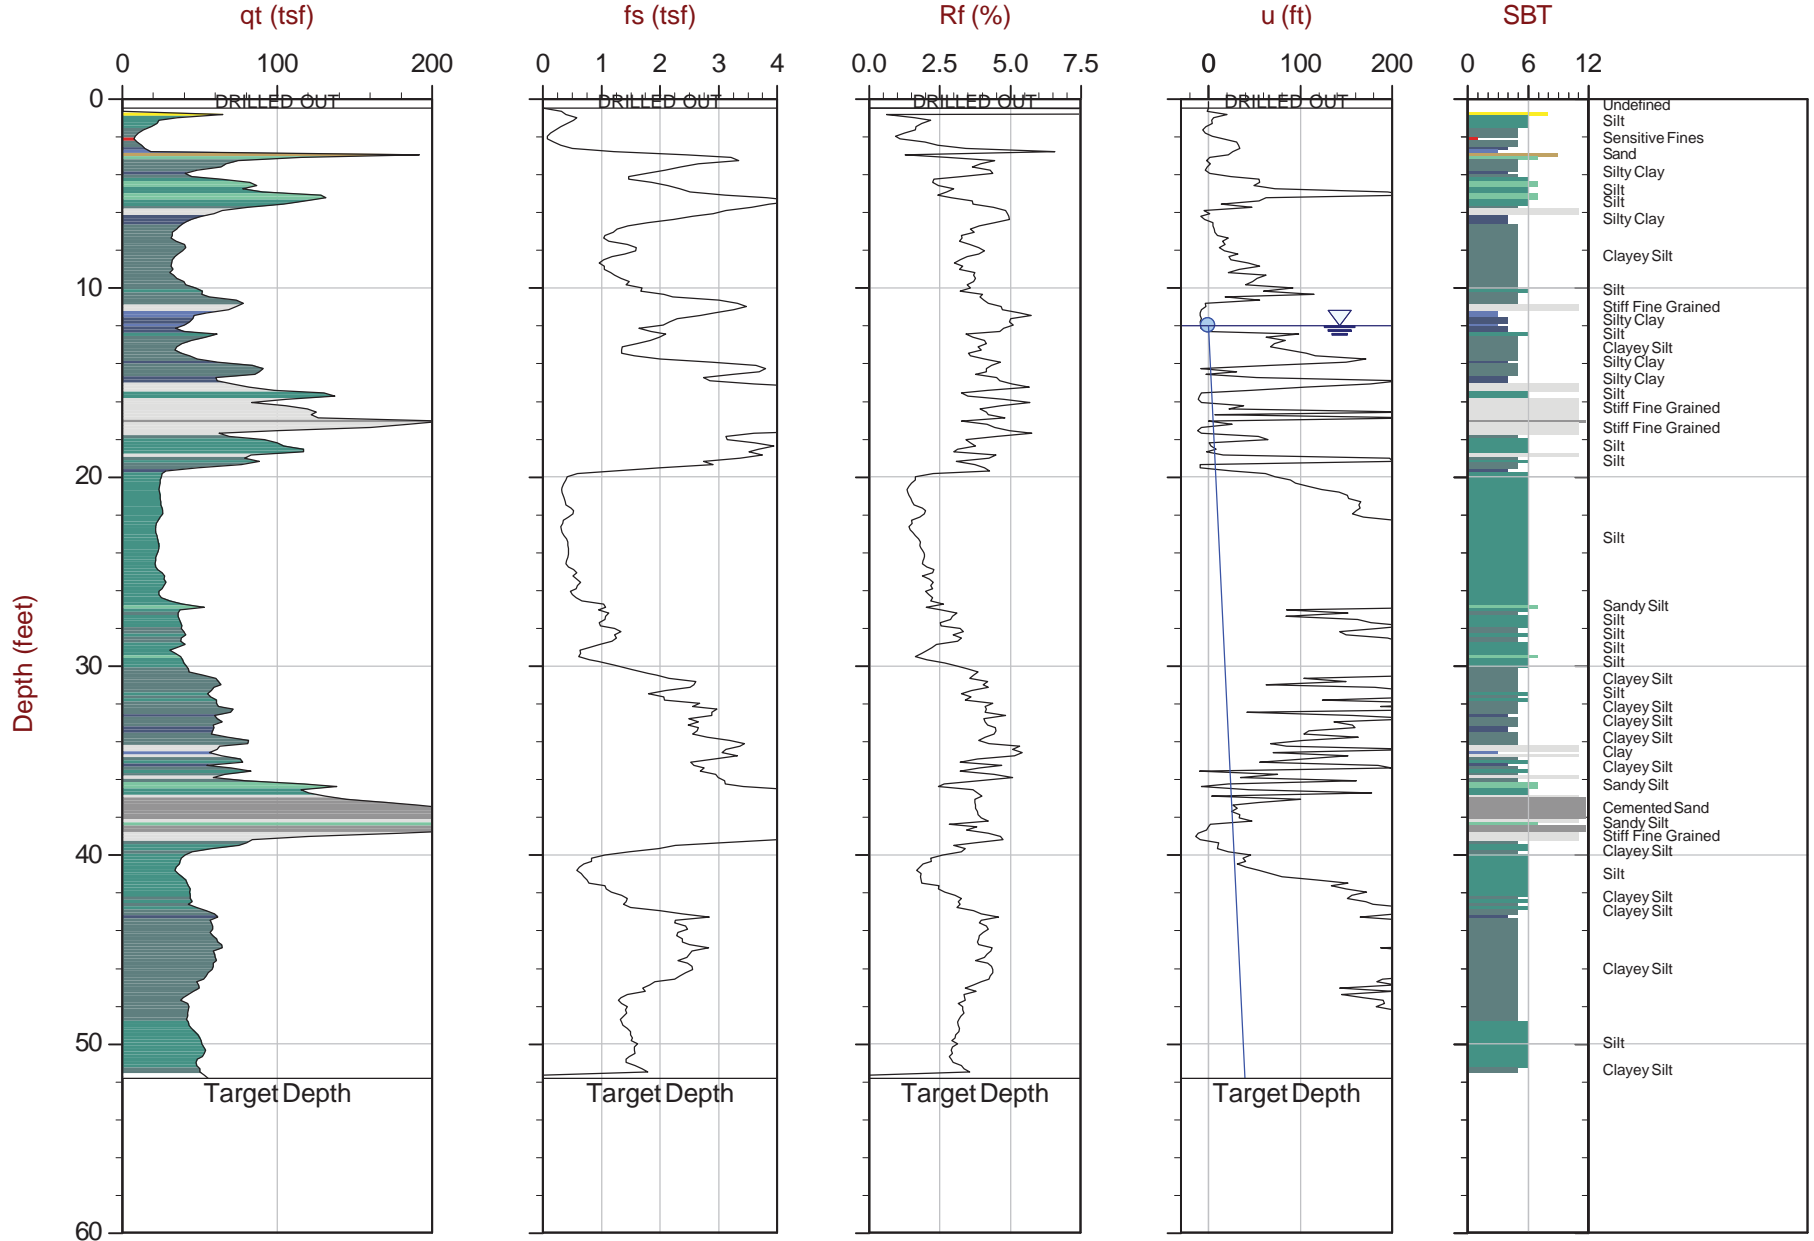 qt (tsf) fs (tsf) Rf (%) u (ft) SBT
0 100 200 0 1 2 3 4 0.0 2.5 5.0 7.5 0 100 200 0 6 12
0
DRILLED OUT DRILLED OUT DRILLED OUT DRILLED OUT
Undefined
Silt
Sensitive Fines
Sand
Silty Clay
Silt
Silt
Silty Clay
Clayey Silt
10
Silt
Stiff Fine Grained
Silty Clay
Silt
Clayey Silt
Silty Clay
Silty Clay
Silt
Stiff Fine Grained
Stiff Fine Grained
Silt
Silt
20
Silt
Sandy Silt
Silt
Silt
Silt
Silt
30
Depth (feet)
Clayey Silt
Silt
Clayey Silt
Clayey Silt
Clayey Silt
Clay
Clayey Silt
Sandy Silt
Cemented Sand
Sandy Silt
Stiff Fine Grained
Clayey Silt
40
Silt
Clayey Silt
Clayey Silt
Clayey Silt
50
Silt
Clayey Silt
Target Depth Target Depth Target Depth Target Depth
60